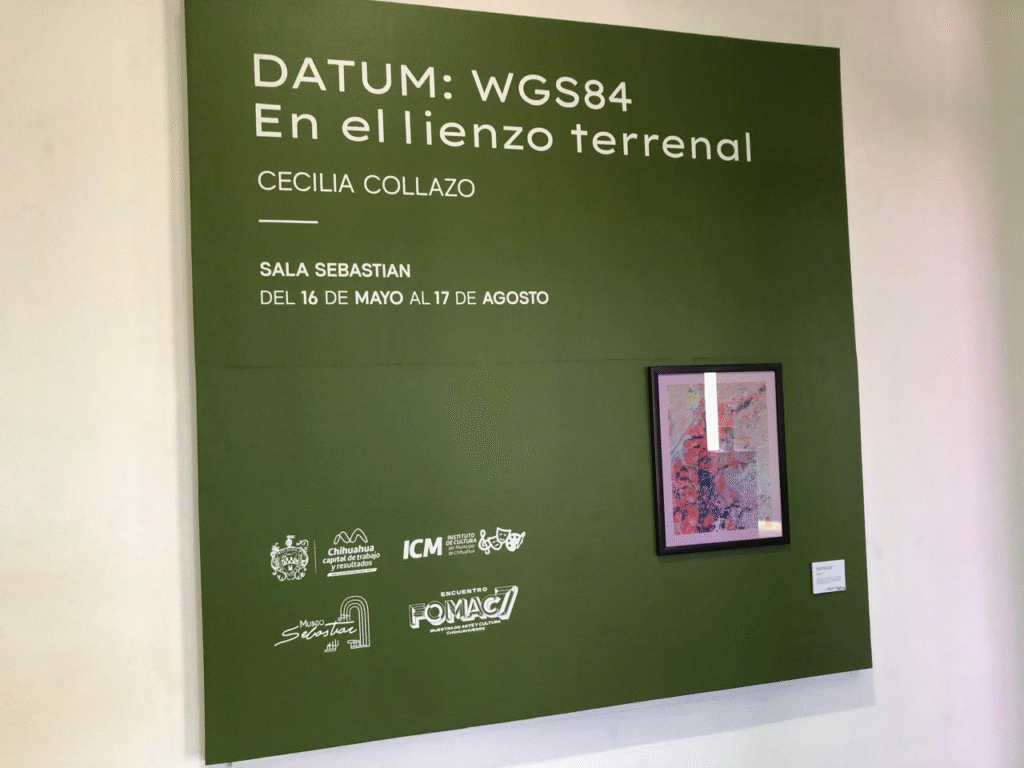 DATUM: WGS84
En el lienzo terrenal
CECILIA COLLAZO
SALA SEBASTIAN
DEL 16 DE MAYO AL 17 DE AGOSTO
Chihuahua
capital de trabajo
y resultados
ICM
INSTITUTO
DE CULTURA
del Municipio
de Chihuahua
MUSEO
Sebastian
ENCUENTRO
FOMAC
MUESTRA DE ARTE Y CULTURA
CHIHUAHUENSE